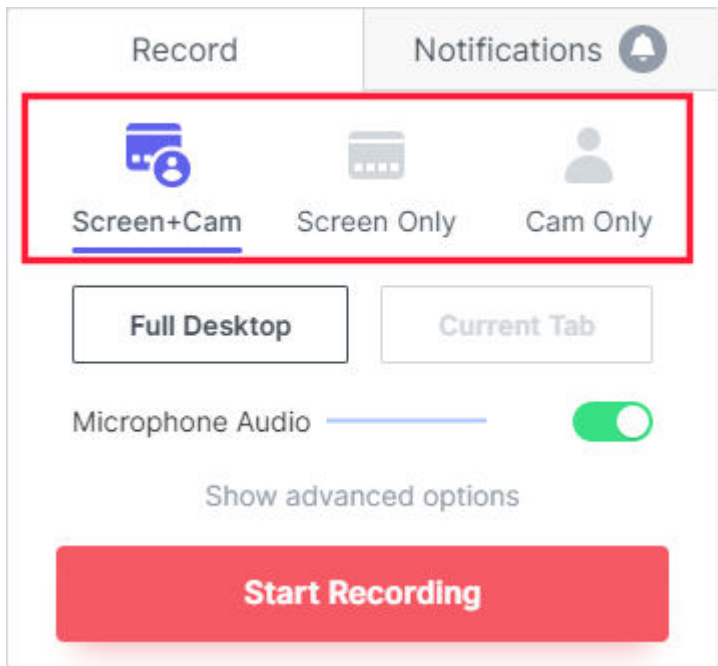 Record Notifications
Screen+Cam Screen Only Cam Only
Full Desktop Current Tab
Microphone Audio
Show advanced options
Start Recording